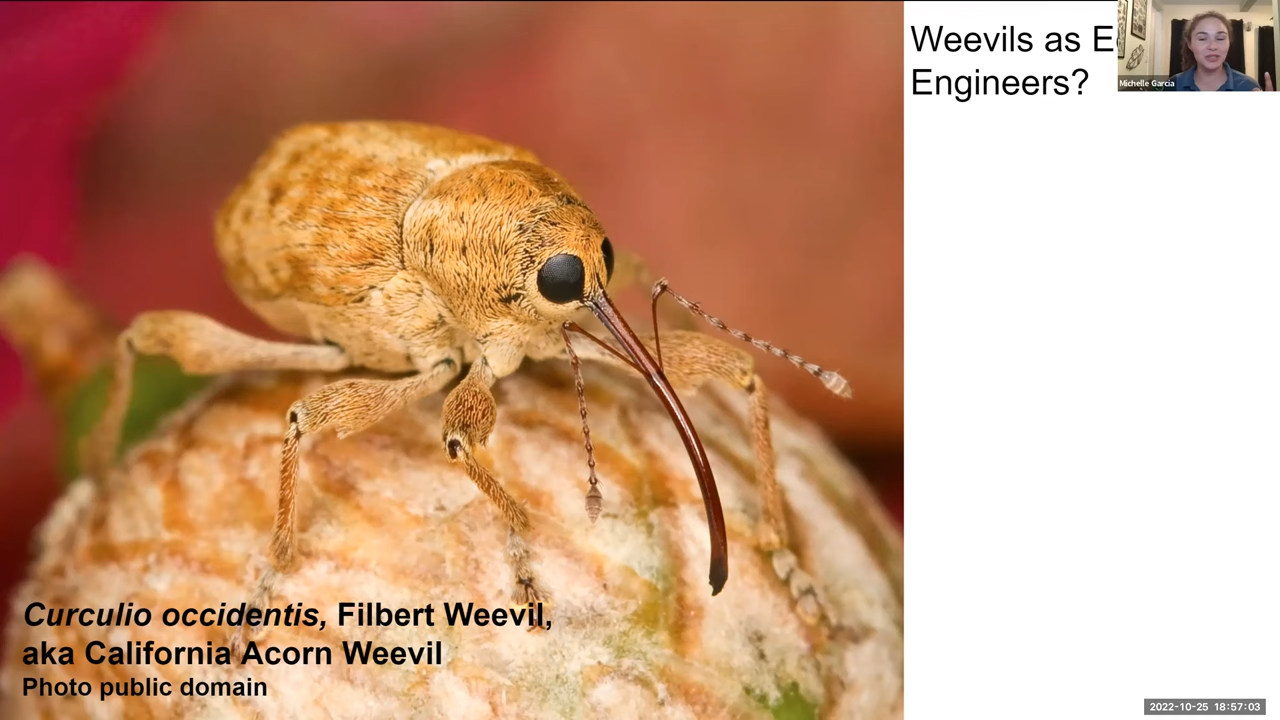 Weevils as E
Engineers?
Michelle Garcia
Curculio occidentis, Filbert Weevil,
aka California Acorn Weevil
Photo public domain
2022-10-25 18:57:03